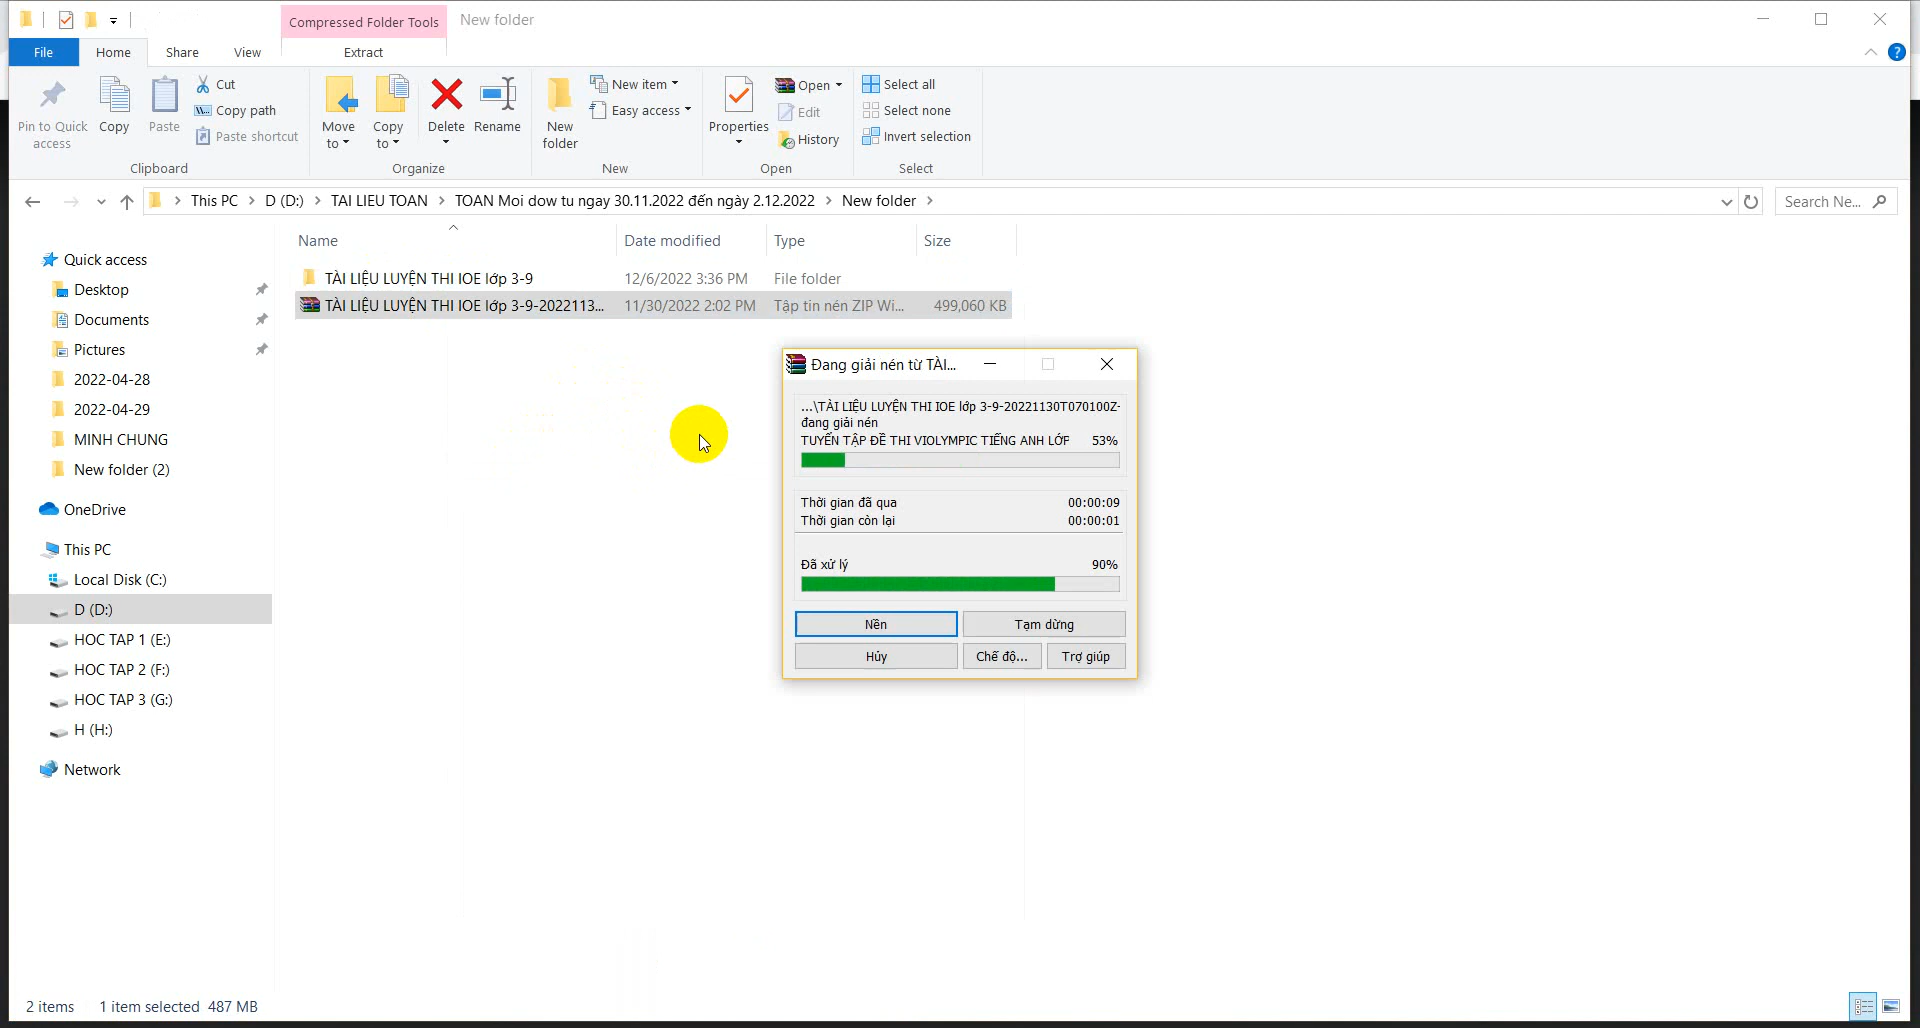 Compressed Folder Tools
New folder
File
Home
Share
View
Extract
Pin to Quick access
Copy
Paste
Cut
Copy path
Paste shortcut
Clipboard
Move to
Copy to
Delete
Rename
Organize
New folder
New item
Easy access
New
Properties
Open
Edit
History
Open
Select all
Select none
Invert selection
Select
This PC > D (D:) > TAI LIEU TOAN > TOAN Moi dow tu ngay 30.11.2022 đến ngày 2.12.2022 > New folder >
Search Ne...
Name
Date modified
Type
Size
TÀI LIỆU LUYỆN THI IOE lớp 3-9 12/6/2022 3:36 PM File folder
TÀI LIỆU LUYỆN THI IOE lớp 3-9-2022113... 11/30/2022 2:02 PM Tập tin nén ZIP Wi... 499,060 KB
Quick access
Desktop
Documents
Pictures
2022-04-28
2022-04-29
MINH CHUNG
New folder (2)
OneDrive
This PC
Local Disk (C:)
D (D:)
HOC TAP 1 (E:)
HOC TAP 2 (F:)
HOC TAP 3 (G:)
H (H:)
Network
Đang giải nén từ TÀI...
...\TÀI LIỆU LUYỆN THI IOE lớp 3-9-20221130T070100Z-
đang giải nén
TUYỂN TẬP ĐỀ THI VIOLYMPIC TIẾNG ANH LỚP 53%
Thời gian đã qua 00:00:09
Thời gian còn lại 00:00:01
Đã xử lý 90%
Nền
Tạm dừng
Hủy
Chế độ...
Trợ giúp
2 items
1 item selected 487 MB